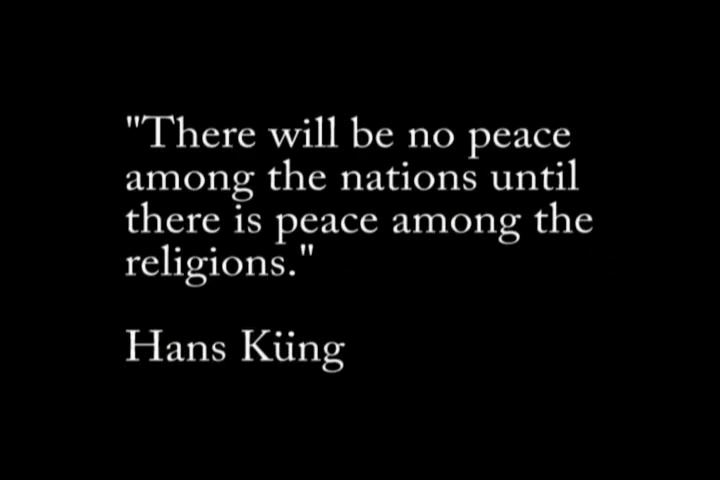 "There will be no peace
among the nations until
there is peace among the
religions."
Hans Küng